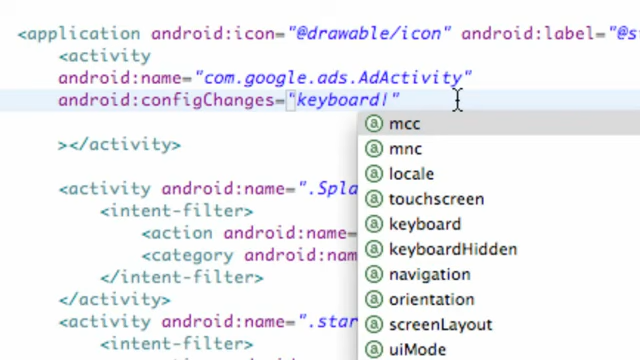 <application android:icon="@drawable/icon" android:label="@s
<activity
android:name="com.google.ads.AdActivity"
android:configChanges="keyboard!"
></activity>
<activity android:name=".Spla
<intent-filter>
<action android:name=
<category android:nam
</intent-filter>
</activity>
<activity android:name=".star
<intent-filter>
mcc
mnc
locale
touchscreen
keyboard
keyboardHidden
navigation
orientation
screenLayout
uiMode